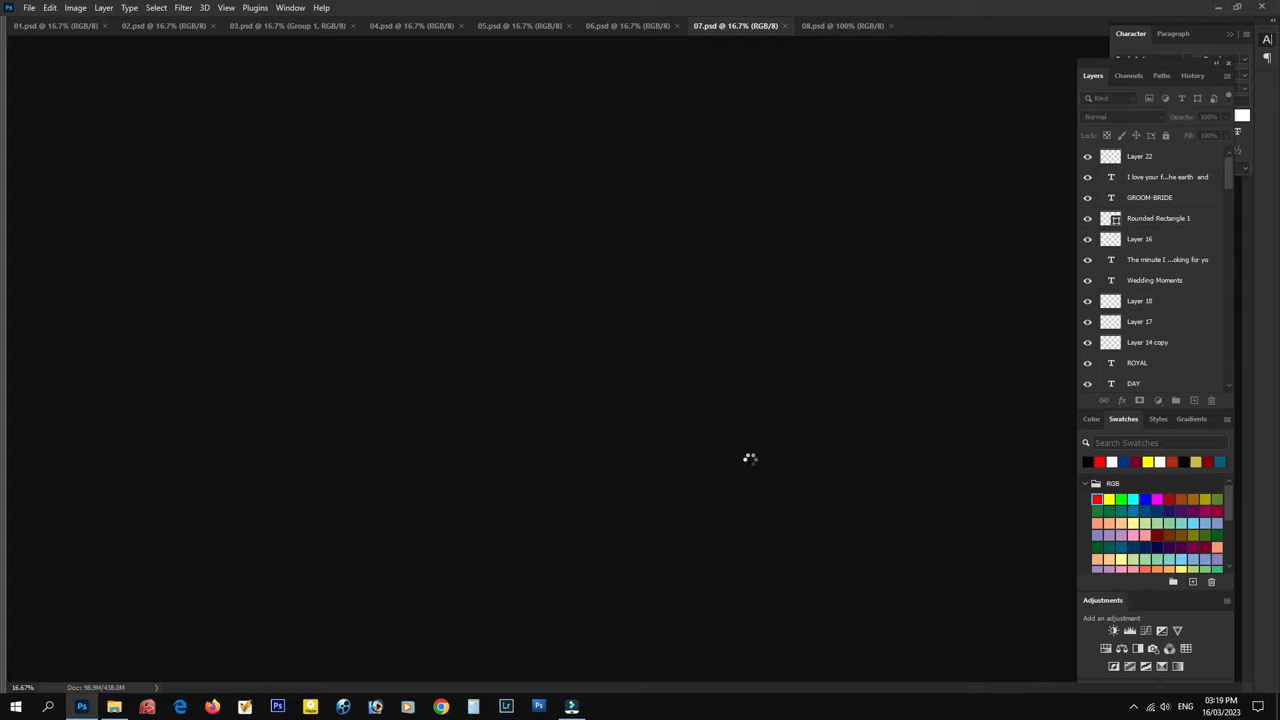 File Edit Image Layer Type Select Filter 3D View Plugins Window Help
01.psd @ 16.7% (RGB/8) 02.psd @ 16.7% (RGB/8) 03.psd @ 16.7% (Group 1, RGB/8) 04.psd @ 16.7% (RGB/8) 05.psd @ 16.7% (RGB/8) 06.psd @ 16.7% (RGB/8) 07.psd @ 16.7% (RGB/8) 08.psd @ 100% (RGB/8)
Character Paragraph
Layers Channels Paths History
Kind
Normal Opacity: 100%
Lock: Fill: 100%
Layer 22
I love your f...he earth and
GROOM-BRIDE
Rounded Rectangle 1
Layer 16
The minute I ...oking for yo
Wedding Moments
Layer 18
Layer 17
Layer 14 copy
ROYAL
DAY
Color Swatches Styles Gradients
Search Swatches
RGB
Adjustments
Add an adjustment
16.67% Doc: 98.9M/438.0M
ENG
03:19 PM
16/03/2023